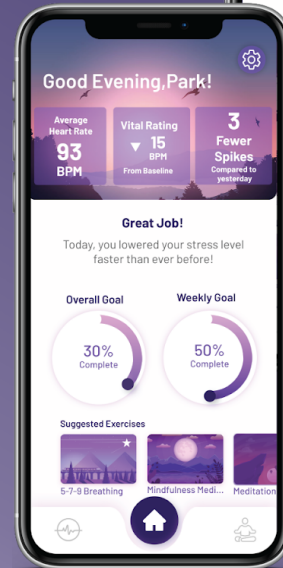 Good Evening,Park!
Average
Heart Rate
93
BPM
Vital Rating
▼ 15
BPM
From Baseline
3
Fewer
Spikes
Compared to
yesterday
Great Job!
Today, you lowered your stress level
faster than ever before!
Overall Goal
30%
Complete
Weekly Goal
50%
Complete
Suggested Exercises
5-7-9 Breathing
Mindfulness Medi...
Meditation